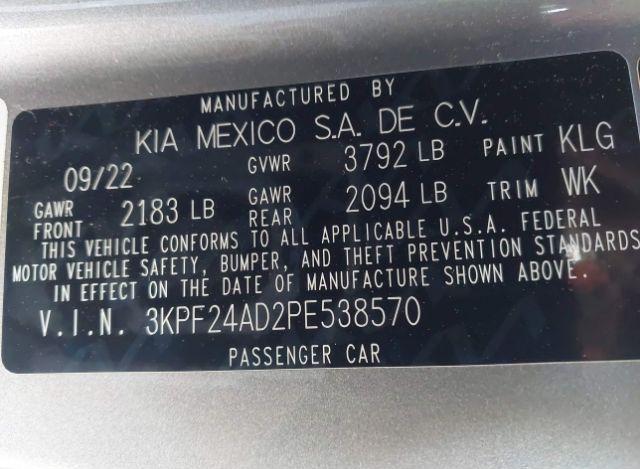 MANUFACTURED BY
KIA MEXICO S.A. DE C.V.
09/22 GVWR 3792 LB PAINT KLG
GAWR FRONT 2183 LB GAWR REAR 2094 LB TRIM WK
THIS VEHICLE CONFORMS TO ALL APPLICABLE U.S.A. FEDERAL
MOTOR VEHICLE SAFETY, BUMPER, AND THEFT PREVENTION STANDARDS
IN EFFECT ON THE DATE OF MANUFACTURE SHOWN ABOVE.
V.I.N. 3KPF24AD2PE538570
PASSENGER CAR